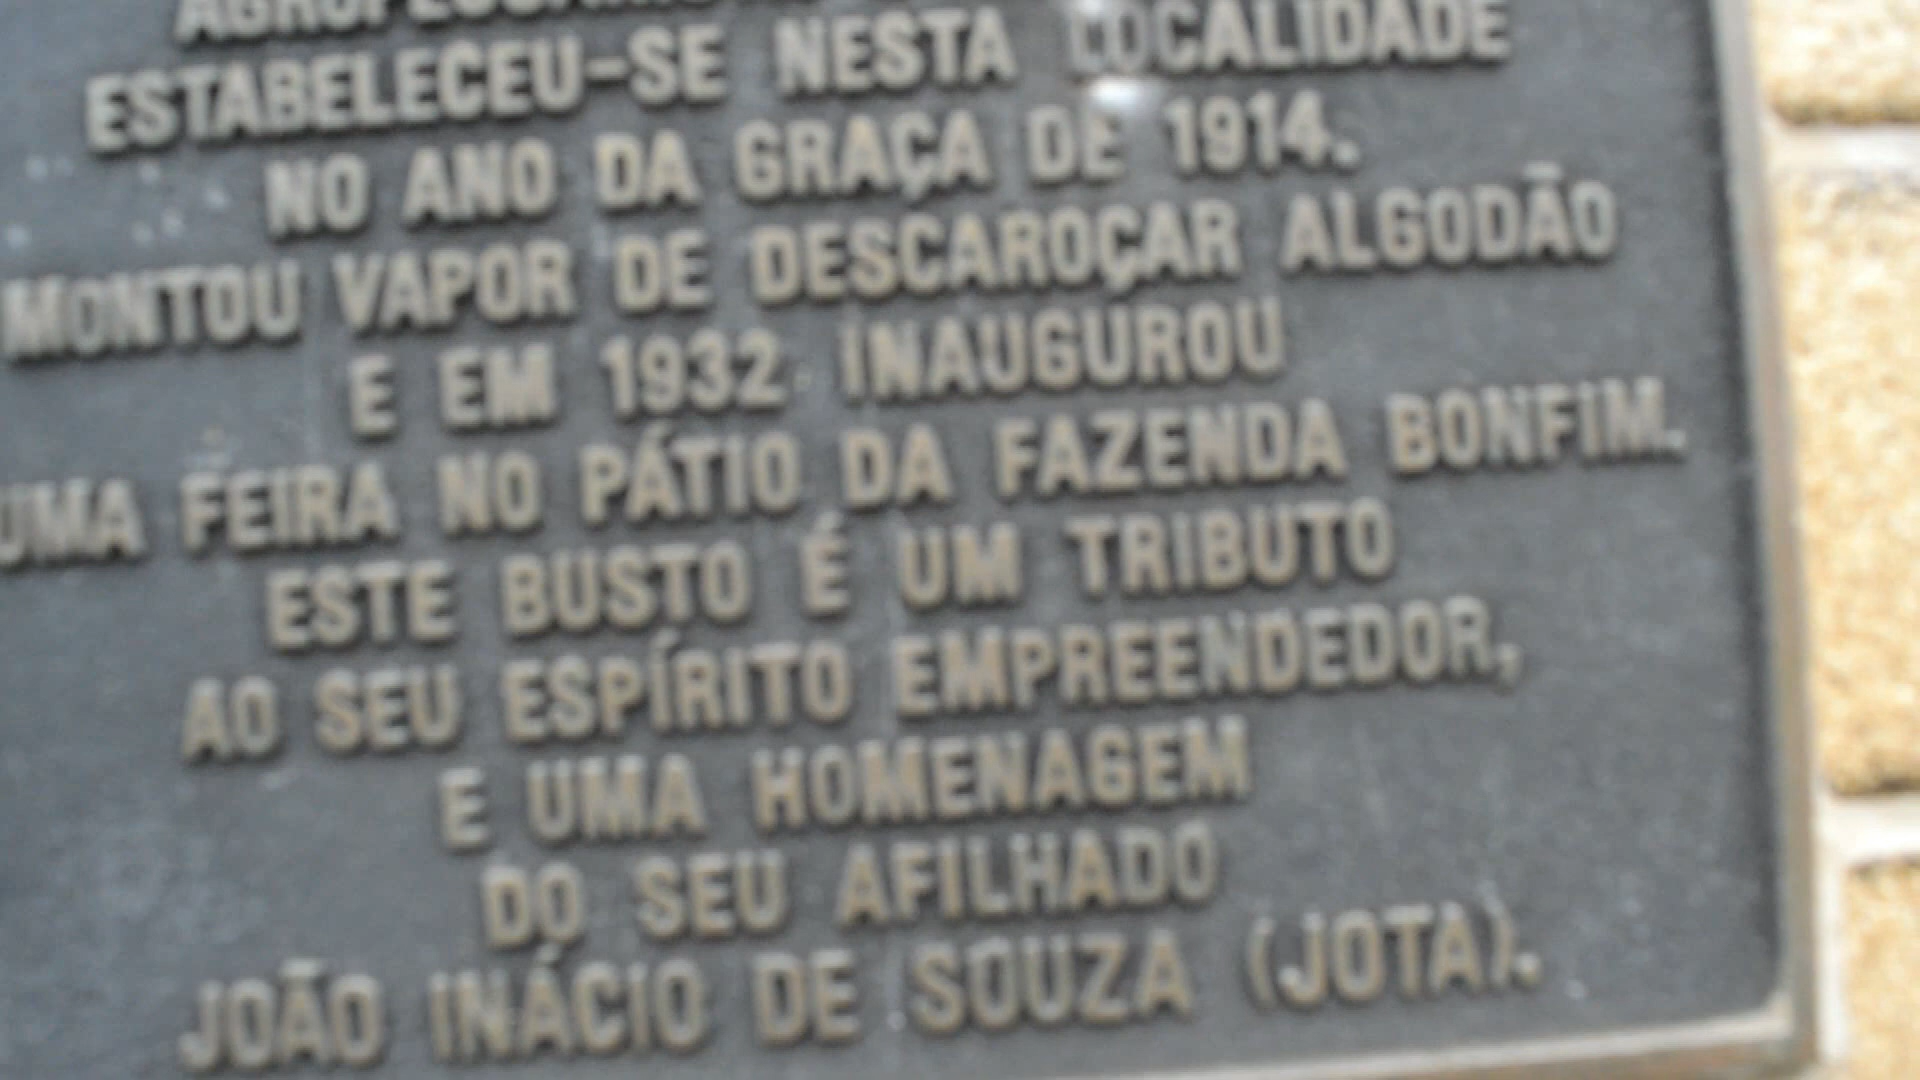 ESTABELECEU-SE NESTA LOCALIDADE
NO ANO DA GRAÇA DE 1914.
MONTOU VAPOR DE DESCAROÇAR ALGODÃO
E EM 1932 INAUGUROU
UMA FEIRA NO PÁTIO DA FAZENDA BONFIM.
ESTE BUSTO É UM TRIBUTO
AO SEU ESPÍRITO EMPREENDEDOR,
E UMA HOMENAGEM
DO SEU AFILHADO
JOÃO INÁCIO DE SOUZA (JOTA).